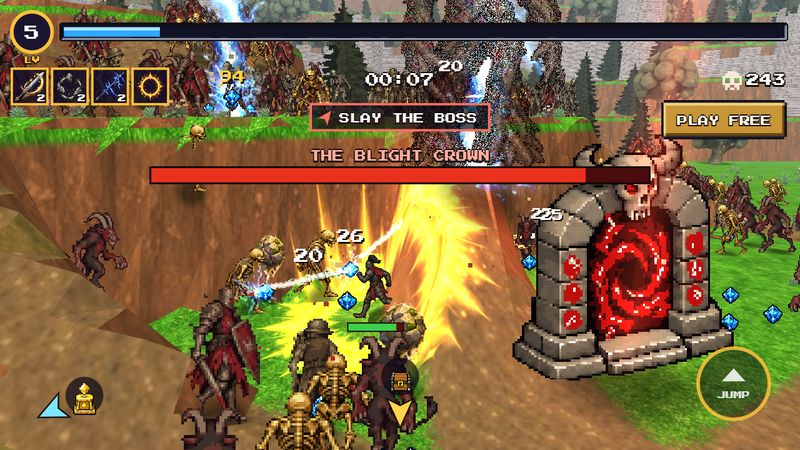 5
LV
2
2
2
94
00:07
20
243
SLAY THE BOSS
PLAY FREE
THE BLIGHT CROWN
225
26
20
JUMP